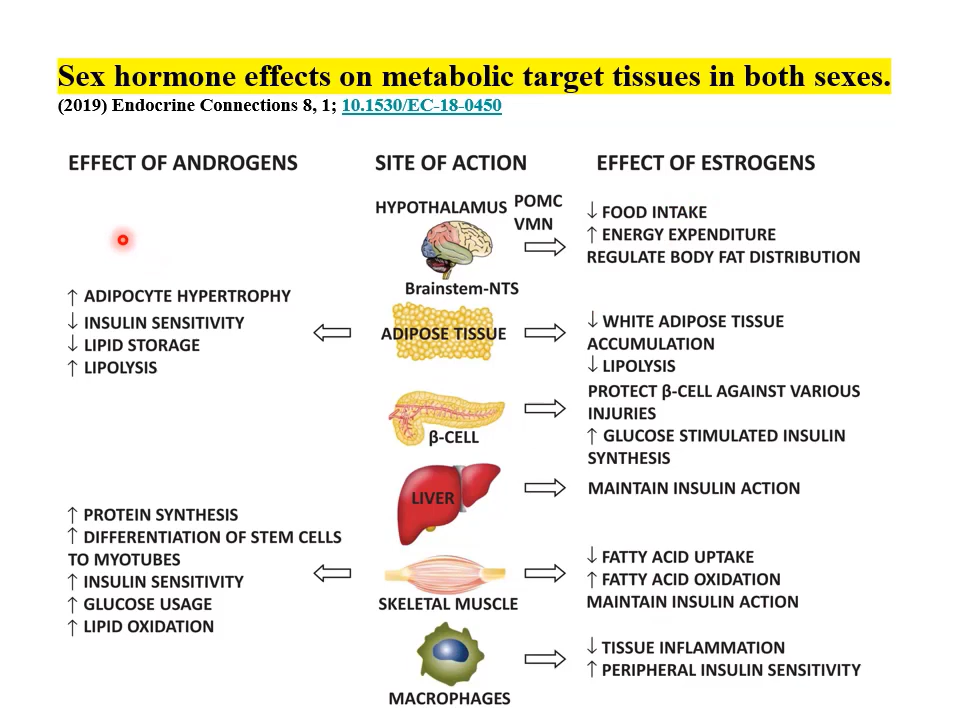 Sex hormone effects on metabolic target tissues in both sexes.
(2019) Endocrine Connections 8, 1; 10.1530/EC-18-0450
EFFECT OF ANDROGENS
SITE OF ACTION
EFFECT OF ESTROGENS
HYPOTHALAMUS
POMC
VMN
↓ FOOD INTAKE
↑ ENERGY EXPENDITURE
REGULATE BODY FAT DISTRIBUTION
Brainstem-NTS
↑ ADIPOCYTE HYPERTROPHY
↓ INSULIN SENSITIVITY
↓ LIPID STORAGE
↑ LIPOLYSIS
ADIPOSE TISSUE
↓ WHITE ADIPOSE TISSUE
ACCUMULATION
↓ LIPOLYSIS
β-CELL
PROTECT β-CELL AGAINST VARIOUS
INJURIES
↑ GLUCOSE STIMULATED INSULIN
SYNTHESIS
LIVER
MAINTAIN INSULIN ACTION
↑ PROTEIN SYNTHESIS
↑ DIFFERENTIATION OF STEM CELLS
TO MYOTUBES
↑ INSULIN SENSITIVITY
↑ GLUCOSE USAGE
↑ LIPID OXIDATION
SKELETAL MUSCLE
↓ FATTY ACID UPTAKE
↑ FATTY ACID OXIDATION
MAINTAIN INSULIN ACTION
MACROPHAGES
↓ TISSUE INFLAMMATION
↑ PERIPHERAL INSULIN SENSITIVITY